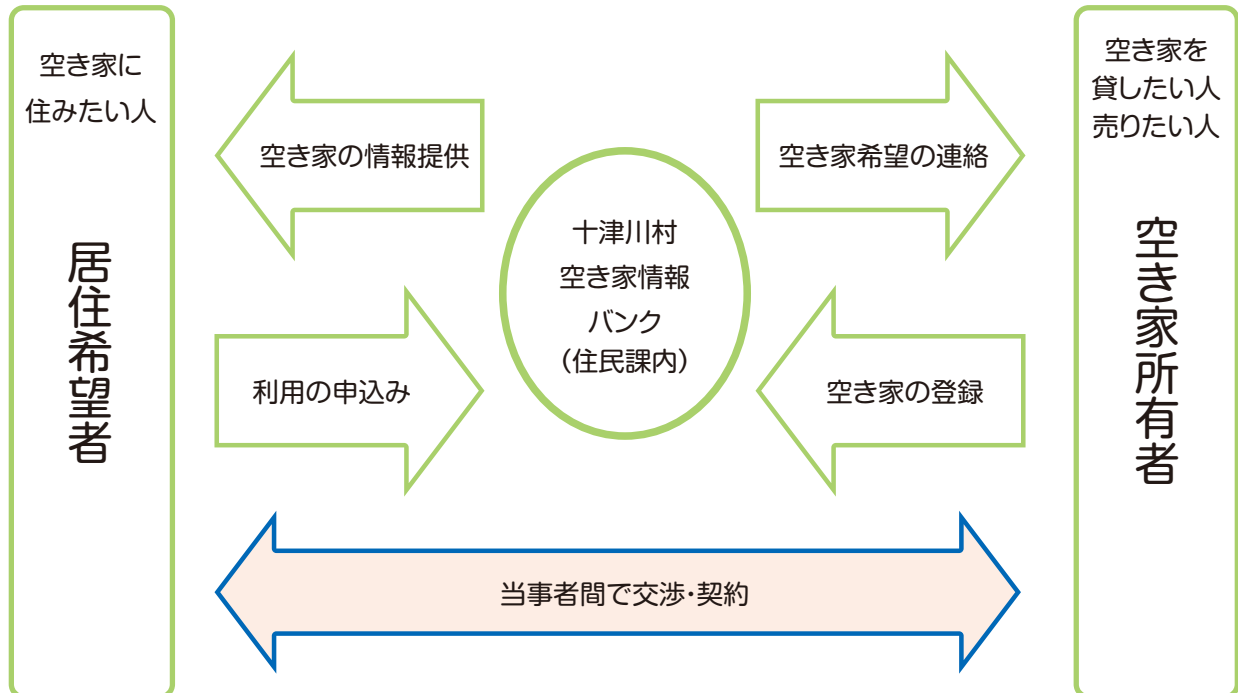 空き家に
住みたい人
居住希望者
空き家の情報提供
利用の申込み
十津川村
空き家情報
バンク
（住民課内）
空き家希望の連絡
空き家の登録
空き家を
貸したい人
売りたい人
空き家所有者
当事者間で交渉・契約